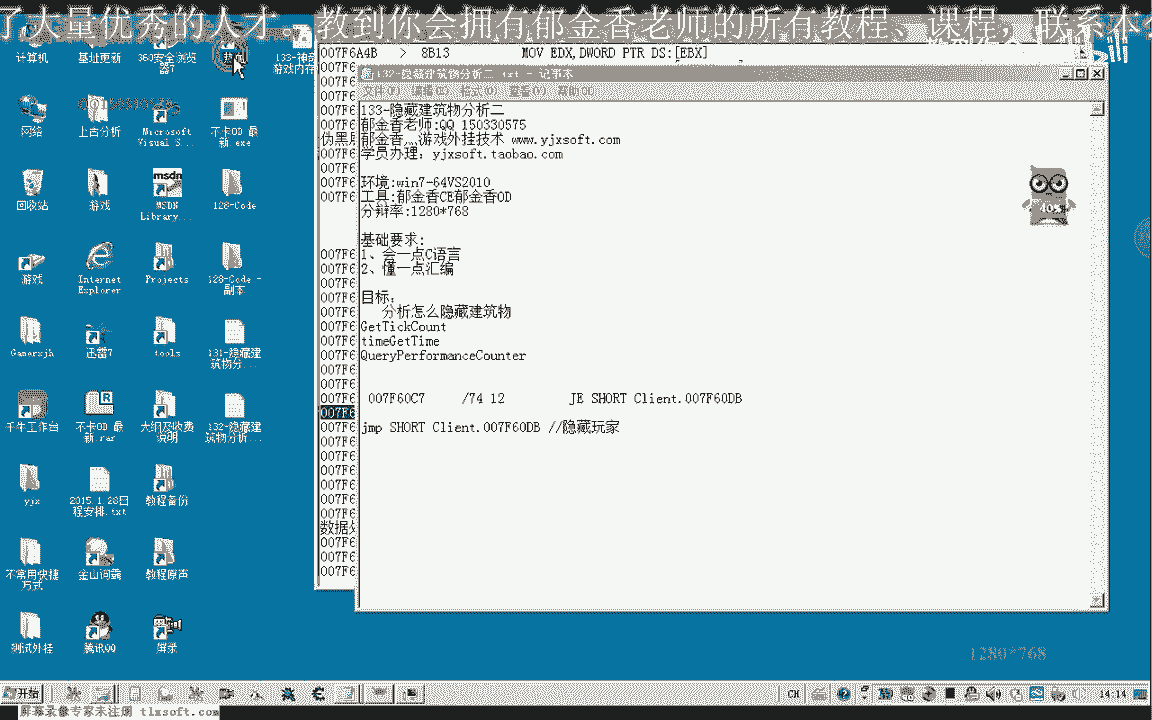 了大量优秀的人才。教到你会拥有郁金香老师的所有教程、课程，联系本
007F6A4B > 8B13 MOV EDX,DWORD PTR DS:[EBX]
132-隐藏建筑物分析二.txt - 记事本
文件(F) 编辑(E) 格式(O) 查看(V) 帮助(H)
133-隐藏建筑物分析二
郁金香老师:QQ 150330575
郁金香灬游戏外挂技术 www.yjxsoft.com
学员办理：yjxsoft.taobao.com
环境:win7-64VS2010
工具:郁金香CE郁金香OD
分辩率:1280*768
基础要求:
1、会一点C语言
2、懂一点汇编
目标：
分析怎么隐藏建筑物
GetTickCount
timeGetTime
QueryPerformanceCounter
007F60C7 /74 12 JE SHORT Client.007F60DB
jmp SHORT Client.007F60DB //隐藏玩家
计算机 基址更新 360安全浏览器7 133-神奇游戏内存
网络 上古分析 Microsoft Visual S... 不卡OD 最新.exe
回收站 游戏 MSDN Library... 128-Code
游戏 Internet Explorer Projects 128-Code - 副本
Gamerxjh 迅雷7 tools 131-隐藏建筑物分...
千牛工作台 不卡OD 最新.rar 大纲及收费说明 132-隐藏建筑物分析...
yjx 2015.1.28日程安排.txt 教程备份
不常用快捷方式 金山词霸 教程原声
测试外挂 腾讯QQ 屏录
40%
1280*768
开始 CH 14:14
屏幕录像专家未注册 tlxsoft.com